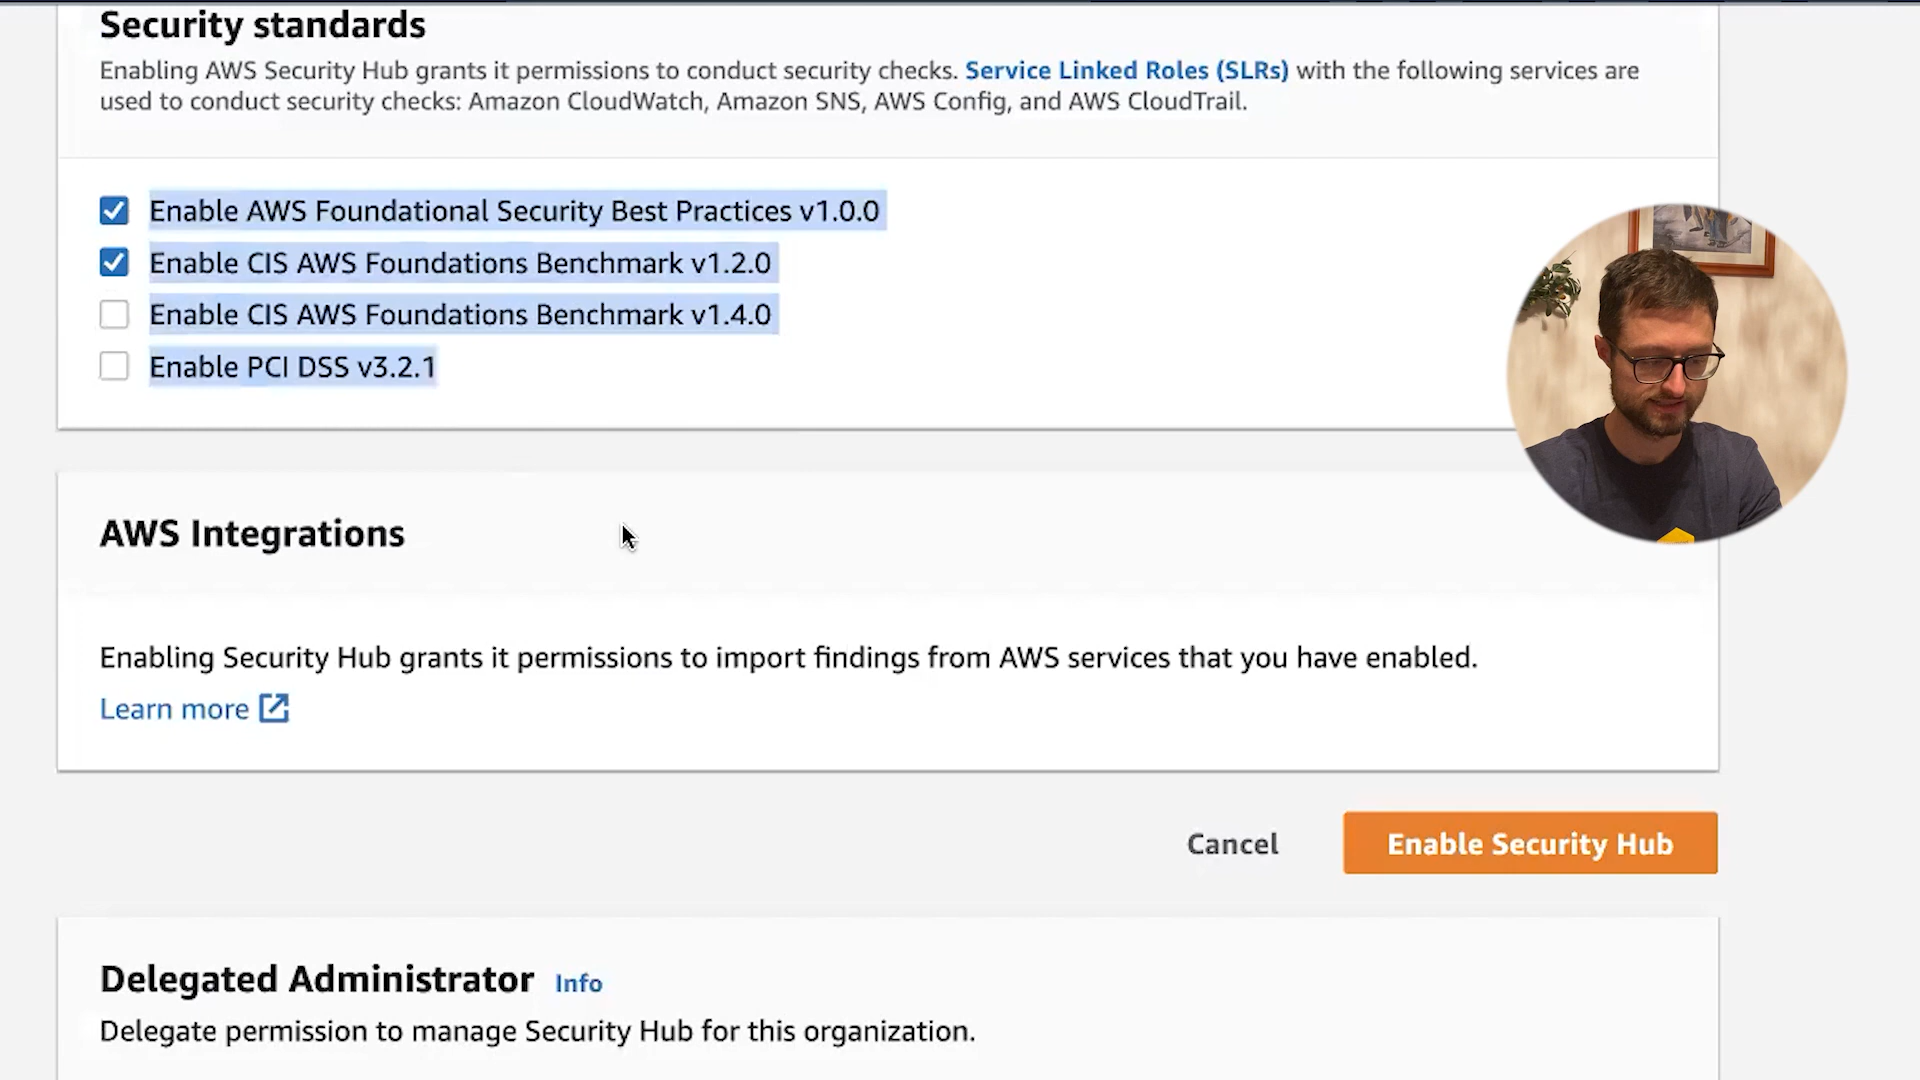 Security standards
Enabling AWS Security Hub grants it permissions to conduct security checks. Service Linked Roles (SLRs) with the following services are
used to conduct security checks: Amazon CloudWatch, Amazon SNS, AWS Config, and AWS CloudTrail.
Enable AWS Foundational Security Best Practices v1.0.0
Enable CIS AWS Foundations Benchmark v1.2.0
Enable CIS AWS Foundations Benchmark v1.4.0
Enable PCI DSS v3.2.1
AWS Integrations
Enabling Security Hub grants it permissions to import findings from AWS services that you have enabled.
Learn more
Cancel
Enable Security Hub
Delegated Administrator Info
Delegate permission to manage Security Hub for this organization.